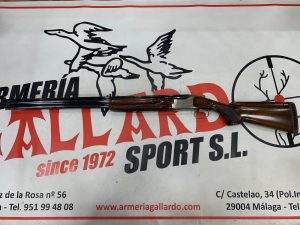 ARMERÍA
GALLARDO
since 1972 SPORT S.L.
z de la Rosa nº 56
- Tel. 951 99 48 08
www.armeriagallardo.com
C/ Castelao, 34 (Pol.In
29004 Málaga - Tel